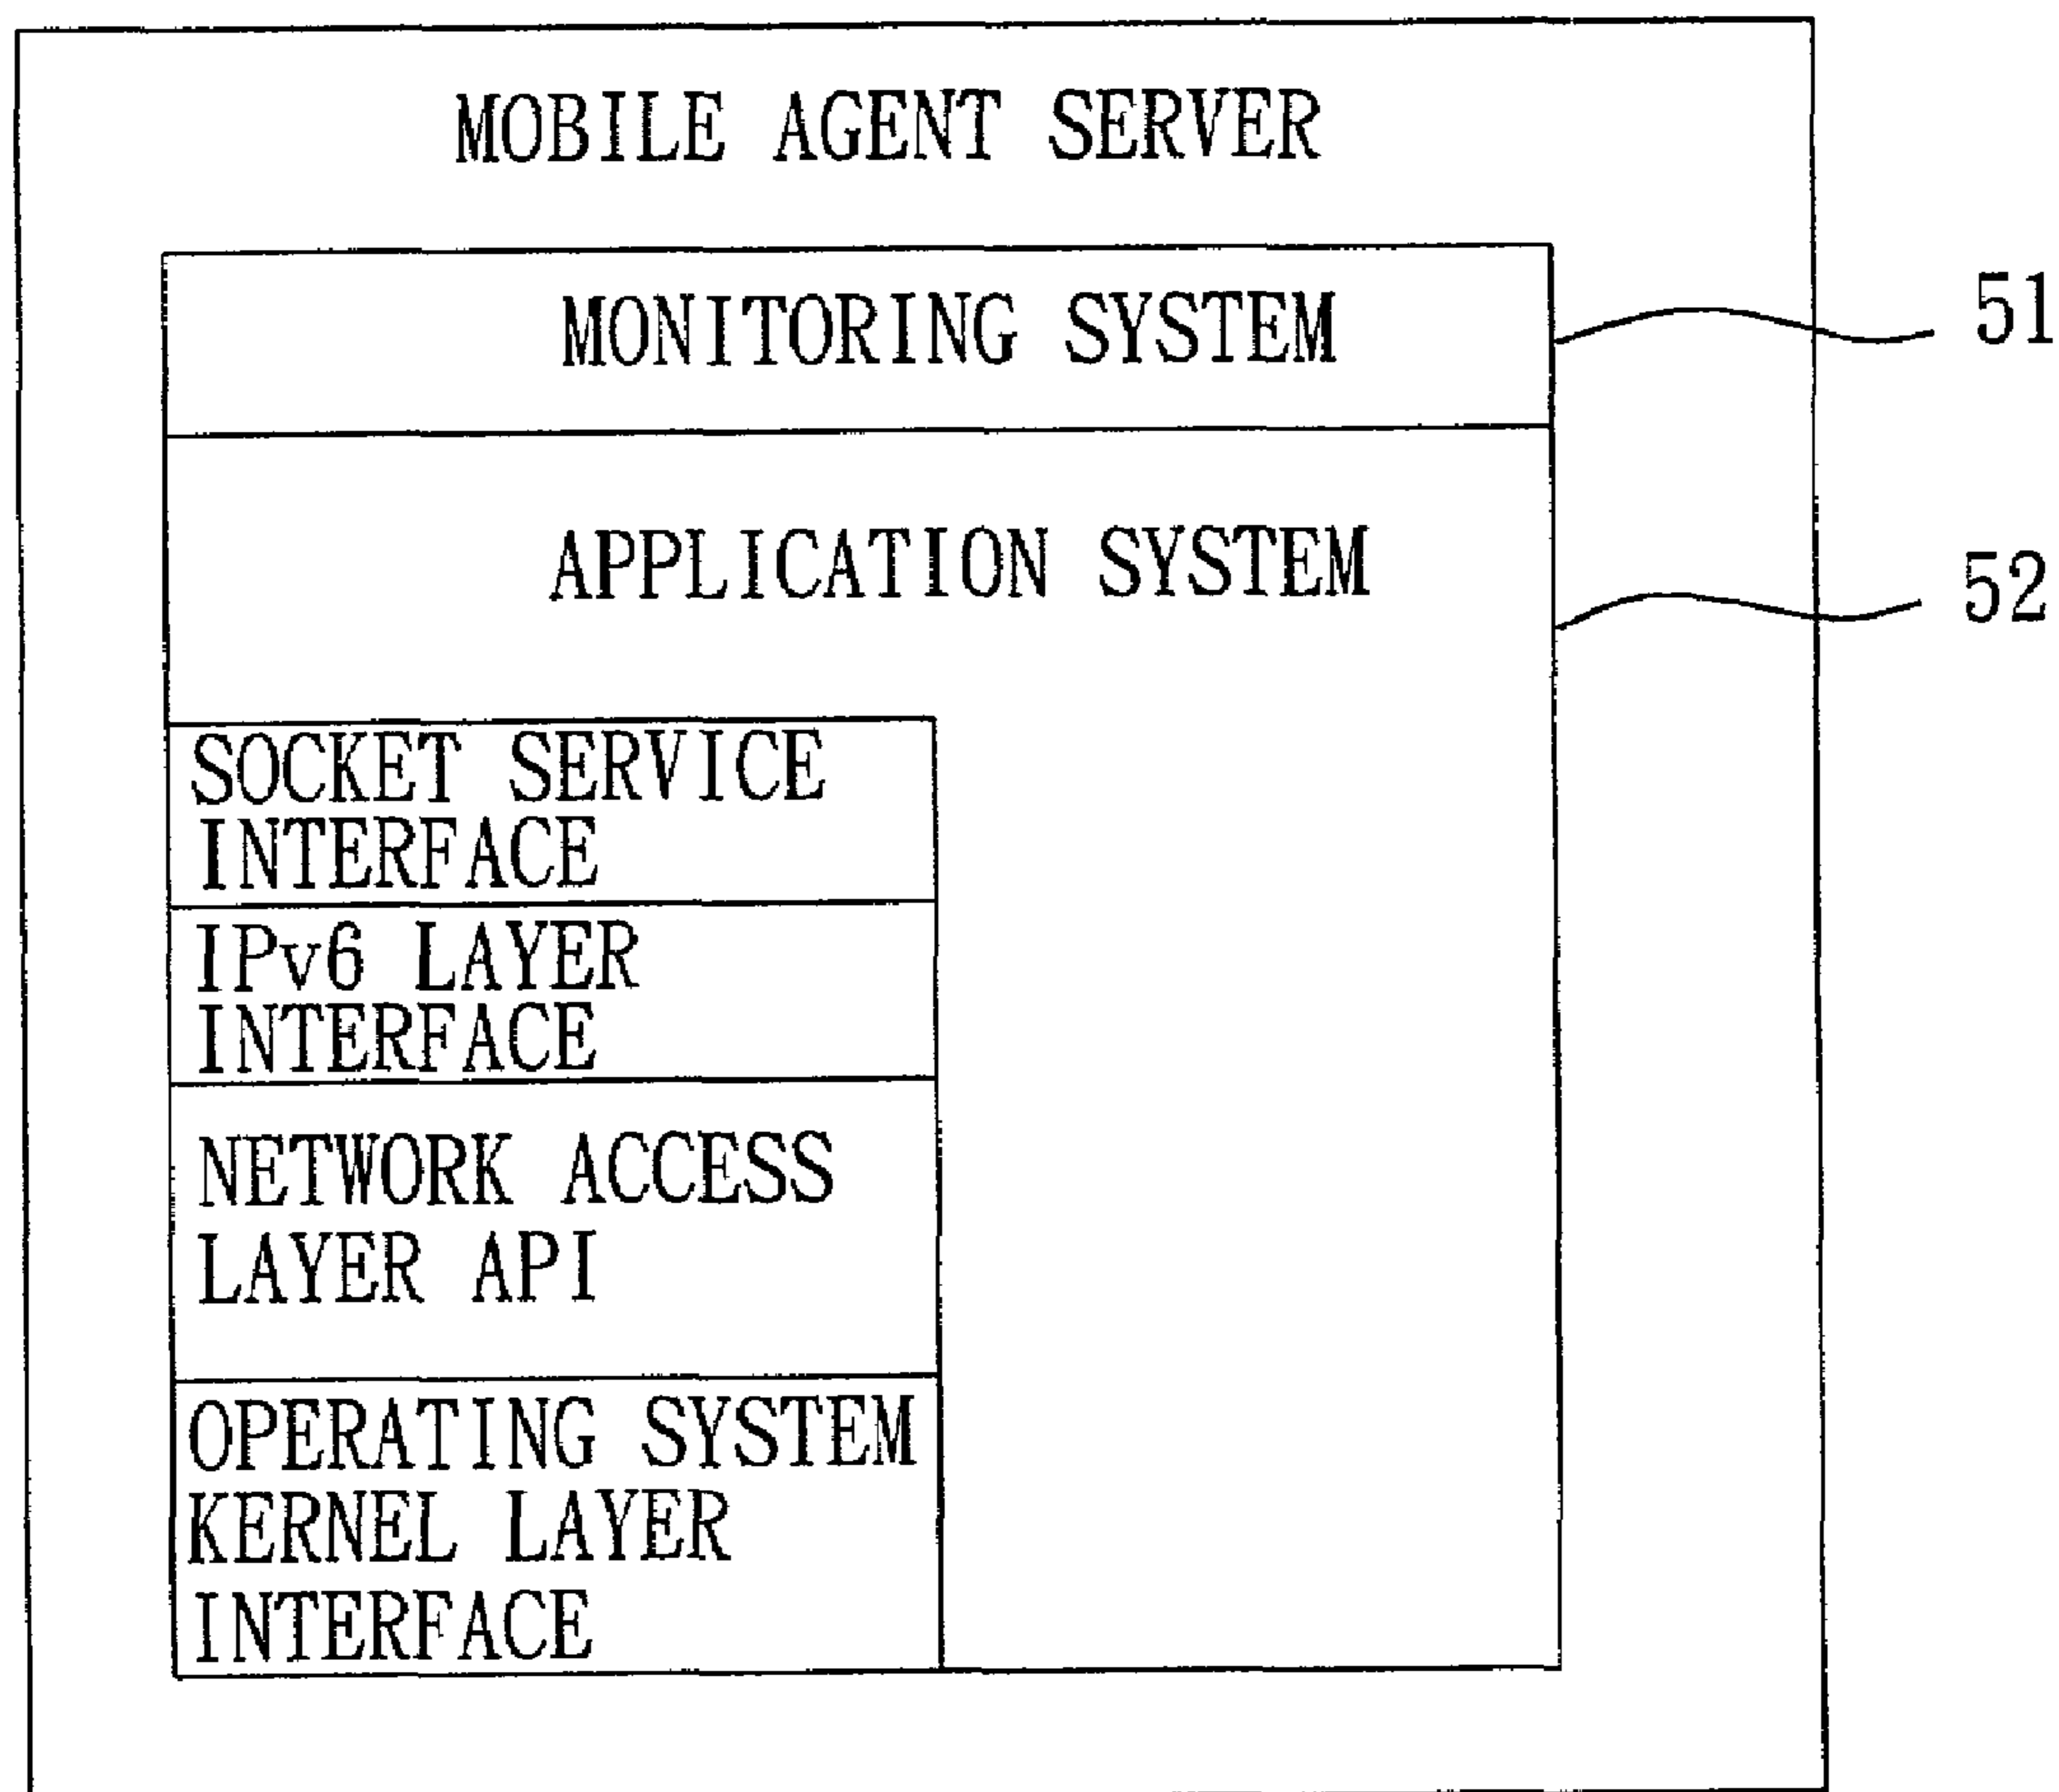 MOBILE AGENT SERVER
MONITORING SYSTEM
51
APPLICATION SYSTEM
52
SOCKET SERVICE
INTERFACE
IPv6 LAYER
INTERFACE
NETWORK ACCESS
LAYER API
OPERATING SYSTEM
KERNEL LAYER
INTERFACE